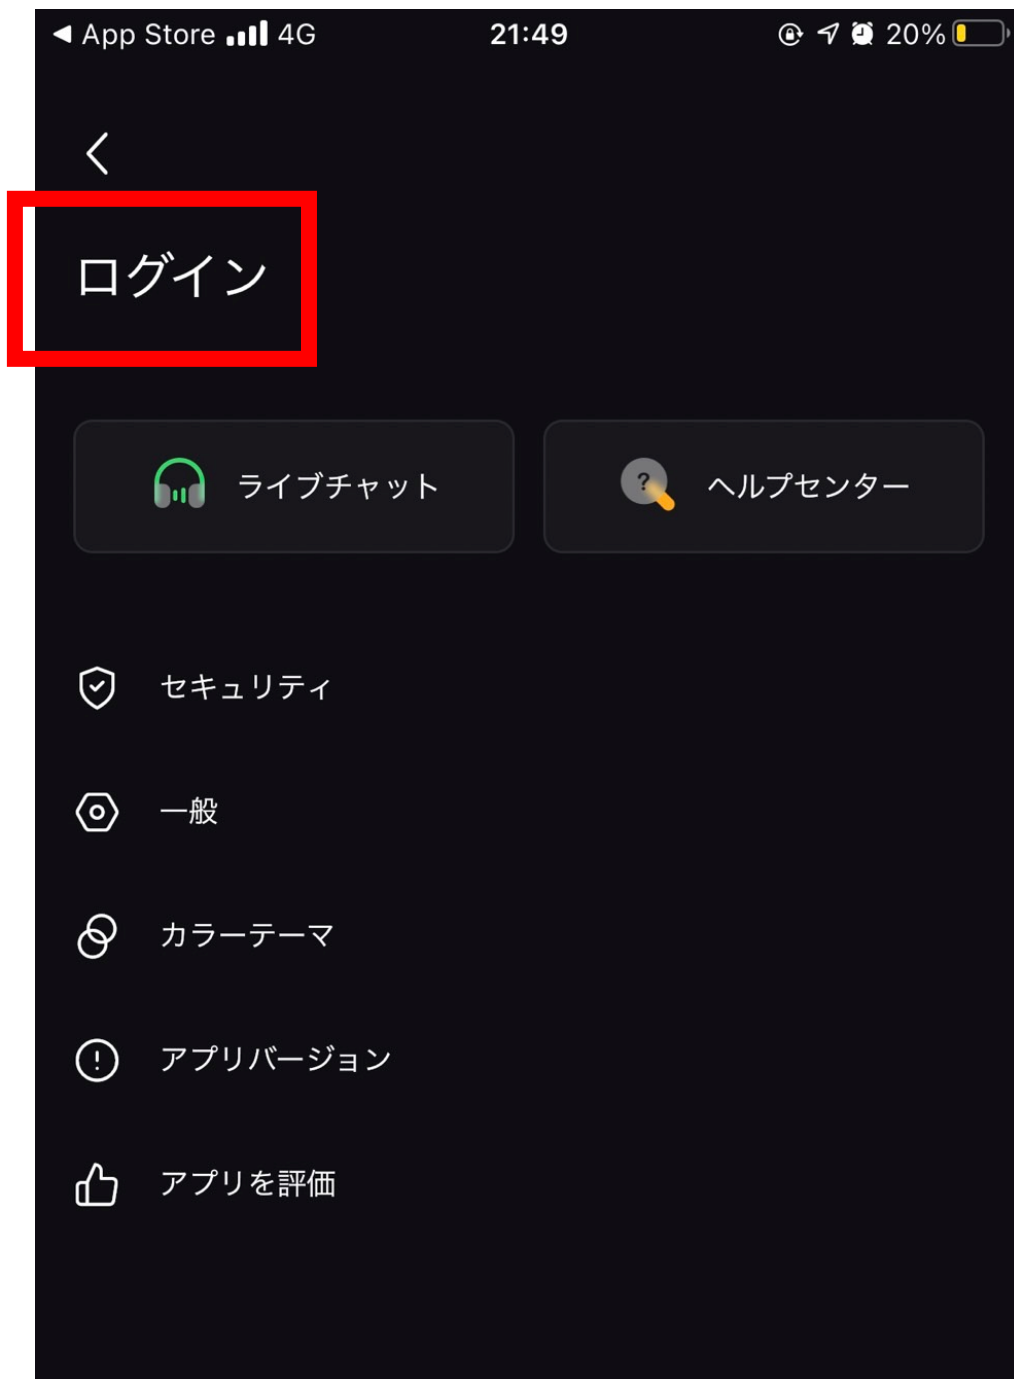 ◀ App Store 4G 21:49 20%
ログイン
ライブチャット ヘルプセンター
セキュリティ
一般
カラーテーマ
アプリバージョン
アプリを評価